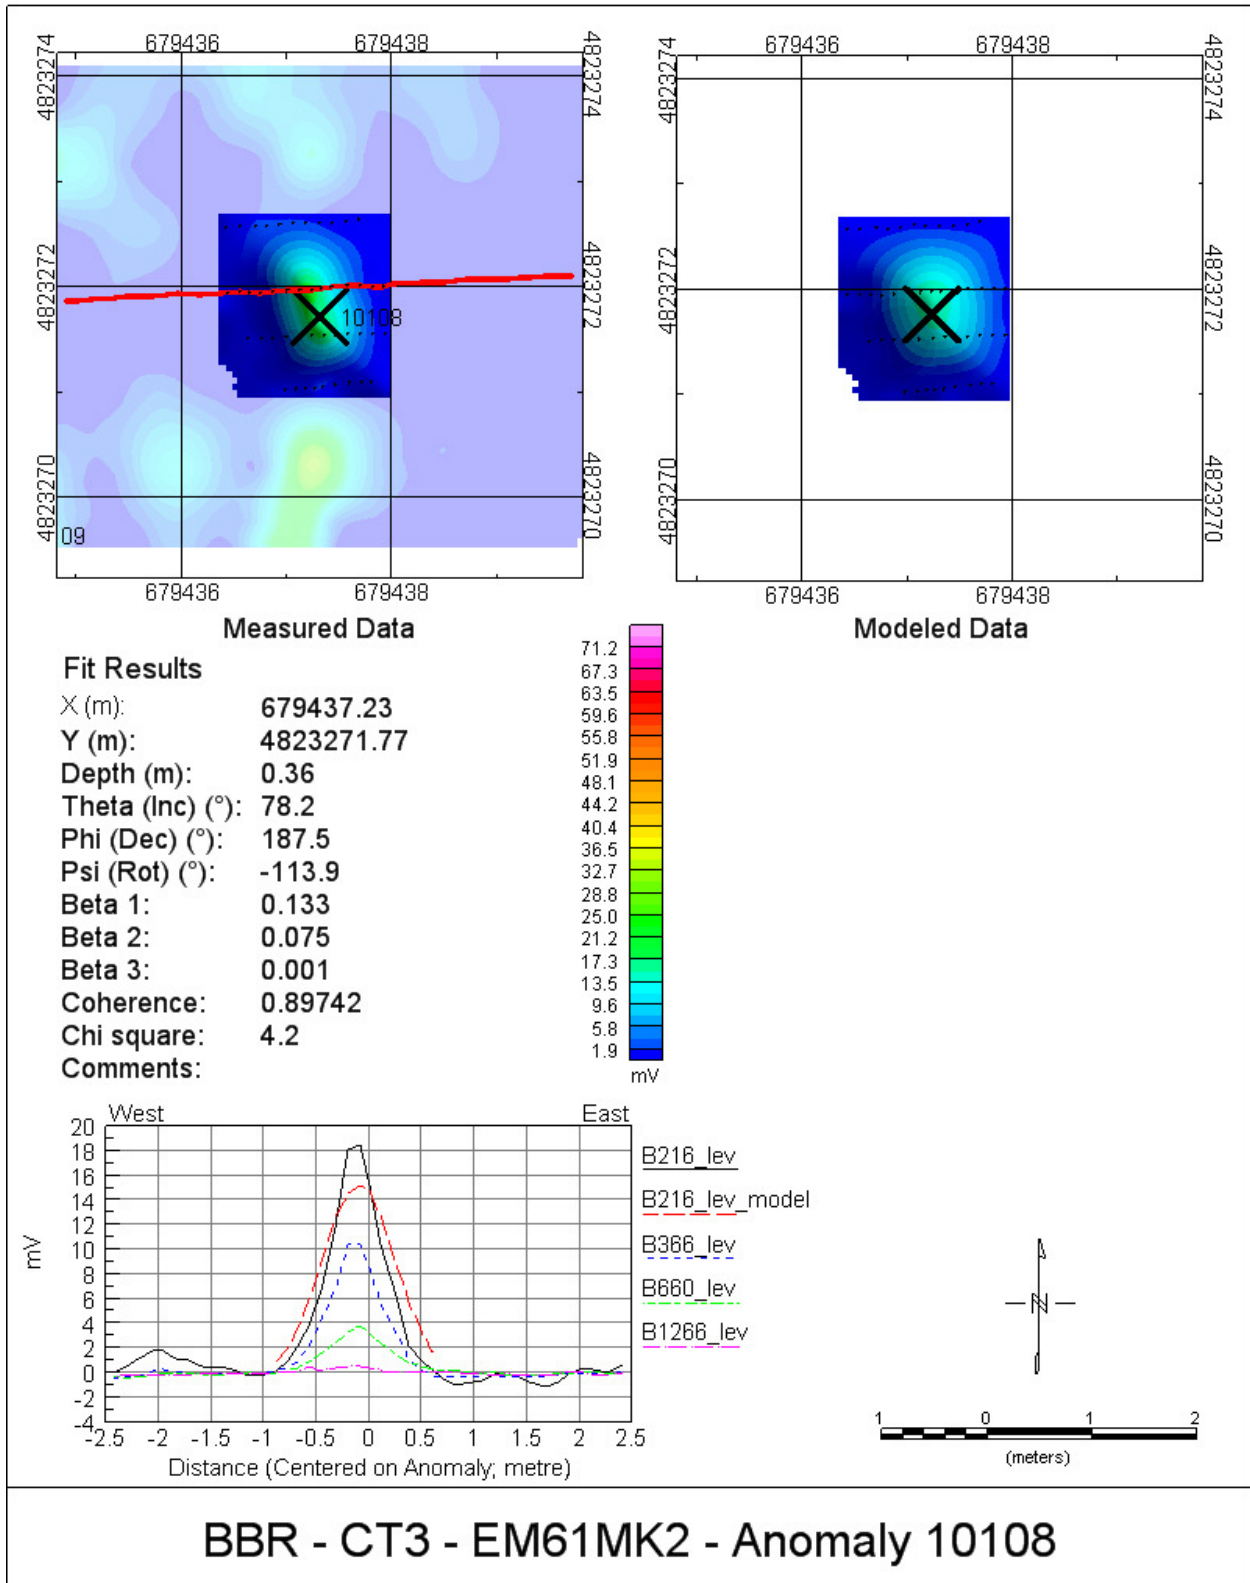 679436 679438 679436 679438
4823274 4823274 4823274 4823274
4823272 4823272 4823272 4823272
10108
4823270 4823270 4823270 4823270
09
679436 679438 679436 679438
Measured Data Modeled Data
Fit Results
X (m): 679437.23
Y (m): 4823271.77
Depth (m): 0.36
Theta (Inc) (°): 78.2
Phi (Dec) (°): 187.5
Psi (Rot) (°): -113.9
Beta 1: 0.133
Beta 2: 0.075
Beta 3: 0.001
Coherence: 0.89742
Chi square: 4.2
Comments:
71.2
67.3
63.5
59.6
55.8
51.9
48.1
44.2
40.4
36.5
32.7
28.8
25.0
21.2
17.3
13.5
9.6
5.8
1.9
mV
West East
20
18
16
14
12
10
8
6
4
2
0
-2
-4
mV
-2.5 -2 -1.5 -1 -0.5 0 0.5 1 1.5 2 2.5
Distance (Centered on Anomaly; metre)
B216_lev
B216_lev_model
B366_lev
B660_lev
B1266_lev
N
1 0 1 2
(meters)
BBR - CT3 - EM61MK2 - Anomaly 10108